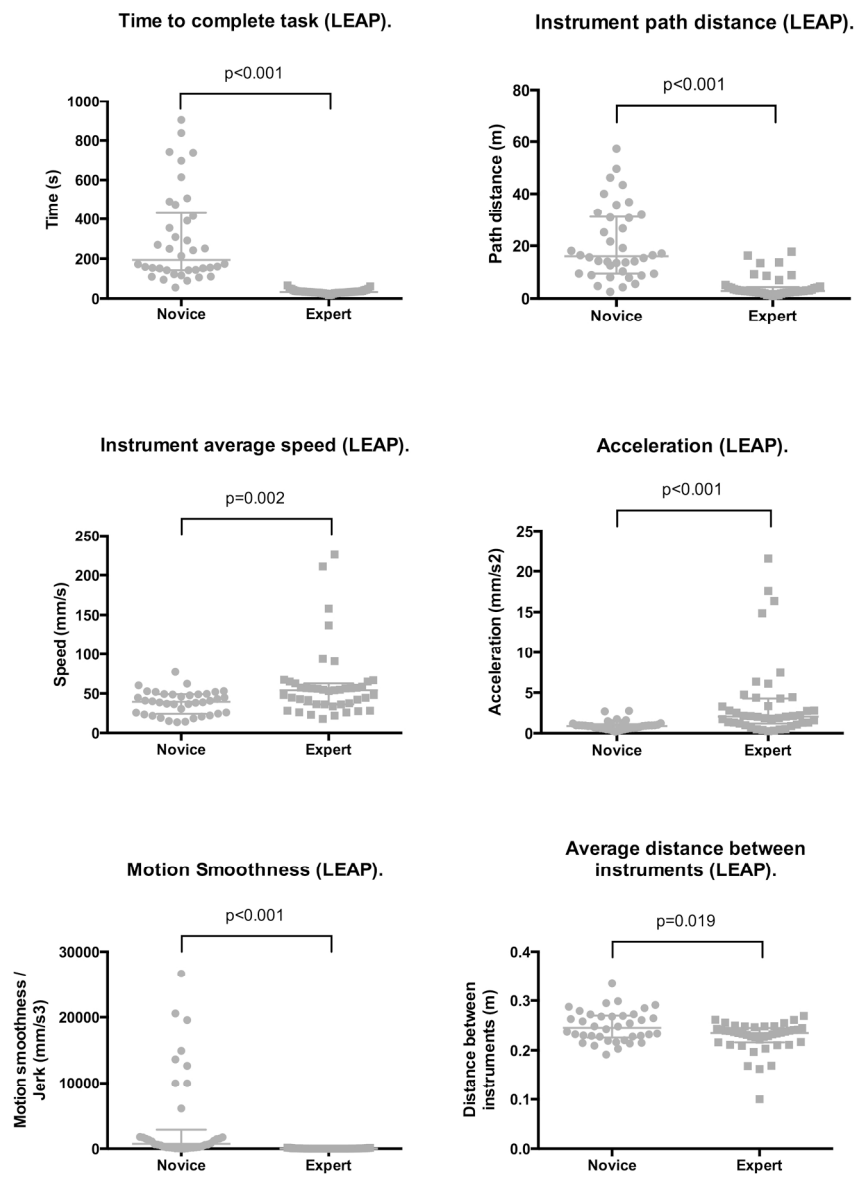 Time to complete task (LEAP).
p<0.001
1000
800
600
400
200
0
Time (s)
Novice
Expert
Instrument path distance (LEAP).
p<0.001
80
60
40
20
0
Path distance (m)
Novice
Expert
Instrument average speed (LEAP).
p=0.002
250
200
150
100
50
0
Speed (mm/s)
Novice
Expert
Acceleration (LEAP).
p<0.001
25
20
15
10
5
0
Acceleration (mm/s2)
Novice
Expert
Motion Smoothness (LEAP).
p<0.001
30000
20000
10000
0
Motion smoothness /
Jerk (mm/s3)
Novice
Expert
Average distance between
instruments (LEAP).
p=0.019
0.4
0.3
0.2
0.1
0.0
Distance between
instruments (m)
Novice
Expert